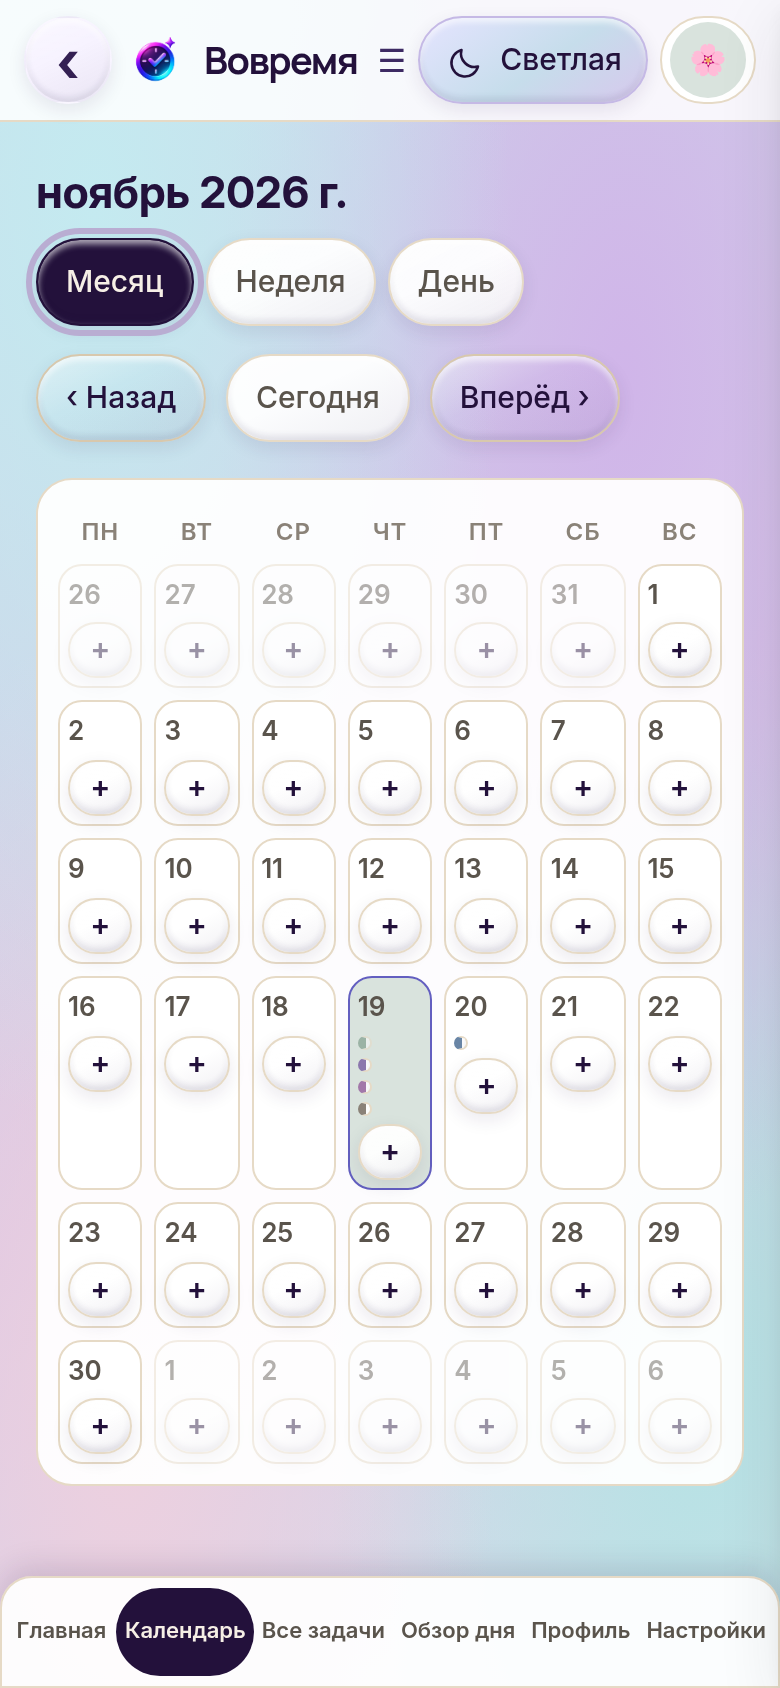 ‹ Вовремя ☰ Светлая
ноябрь 2026 г.
Месяц Неделя День
‹ Назад Сегодня Вперёд ›
ПН ВТ СР ЧТ ПТ СБ ВС
26 27 28 29 30 31 1
+ + + + + + +
2 3 4 5 6 7 8
+ + + + + + +
9 10 11 12 13 14 15
+ + + + + + +
16 17 18 19 20 21 22
+ + + + + + +
23 24 25 26 27 28 29
+ + + + + + +
30 1 2 3 4 5 6
+ + + + + + +
Главная Календарь Все задачи Обзор дня Профиль Настройки